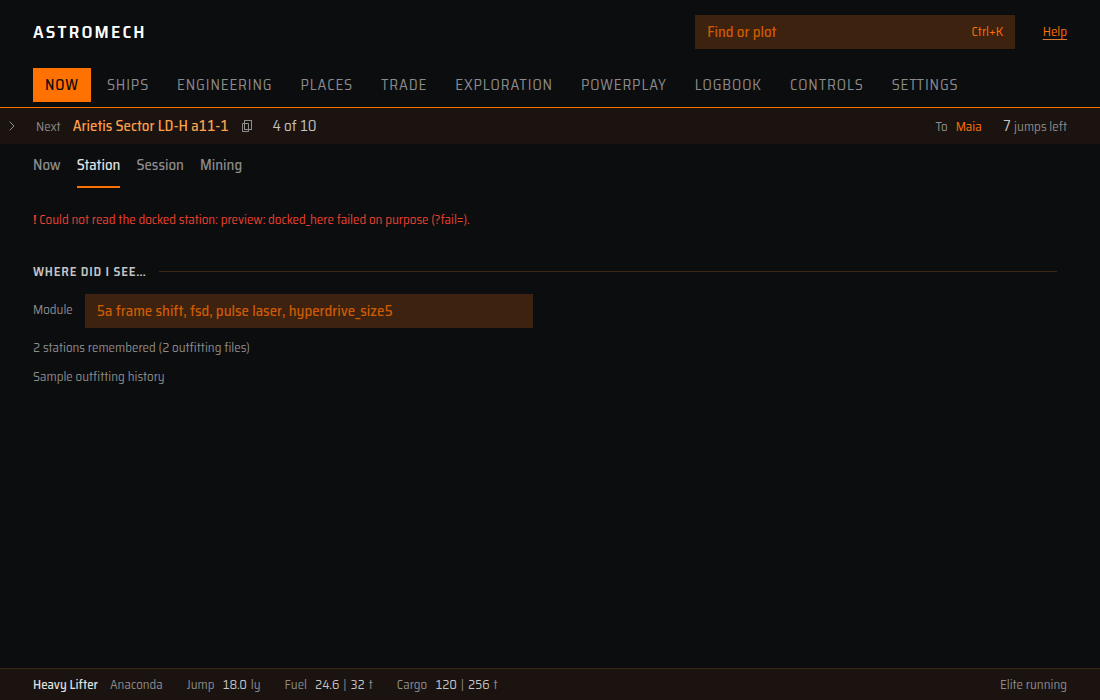 ASTROMECH
Find or plot Ctrl+K
Help
NOW SHIPS ENGINEERING PLACES TRADE EXPLORATION POWERPLAY LOGBOOK CONTROLS SETTINGS
Next Arietis Sector LD-H a11-1 4 of 10 To Maia 7 jumps left
Now Station Session Mining
! Could not read the docked station: preview: docked_here failed on purpose (?fail=).
WHERE DID I SEE...
Module 5a frame shift, fsd, pulse laser, hyperdrive_size5
2 stations remembered (2 outfitting files)
Sample outfitting history
Heavy Lifter Anaconda Jump 18.0 ly Fuel 24.6 | 32 t Cargo 120 | 256 t Elite running